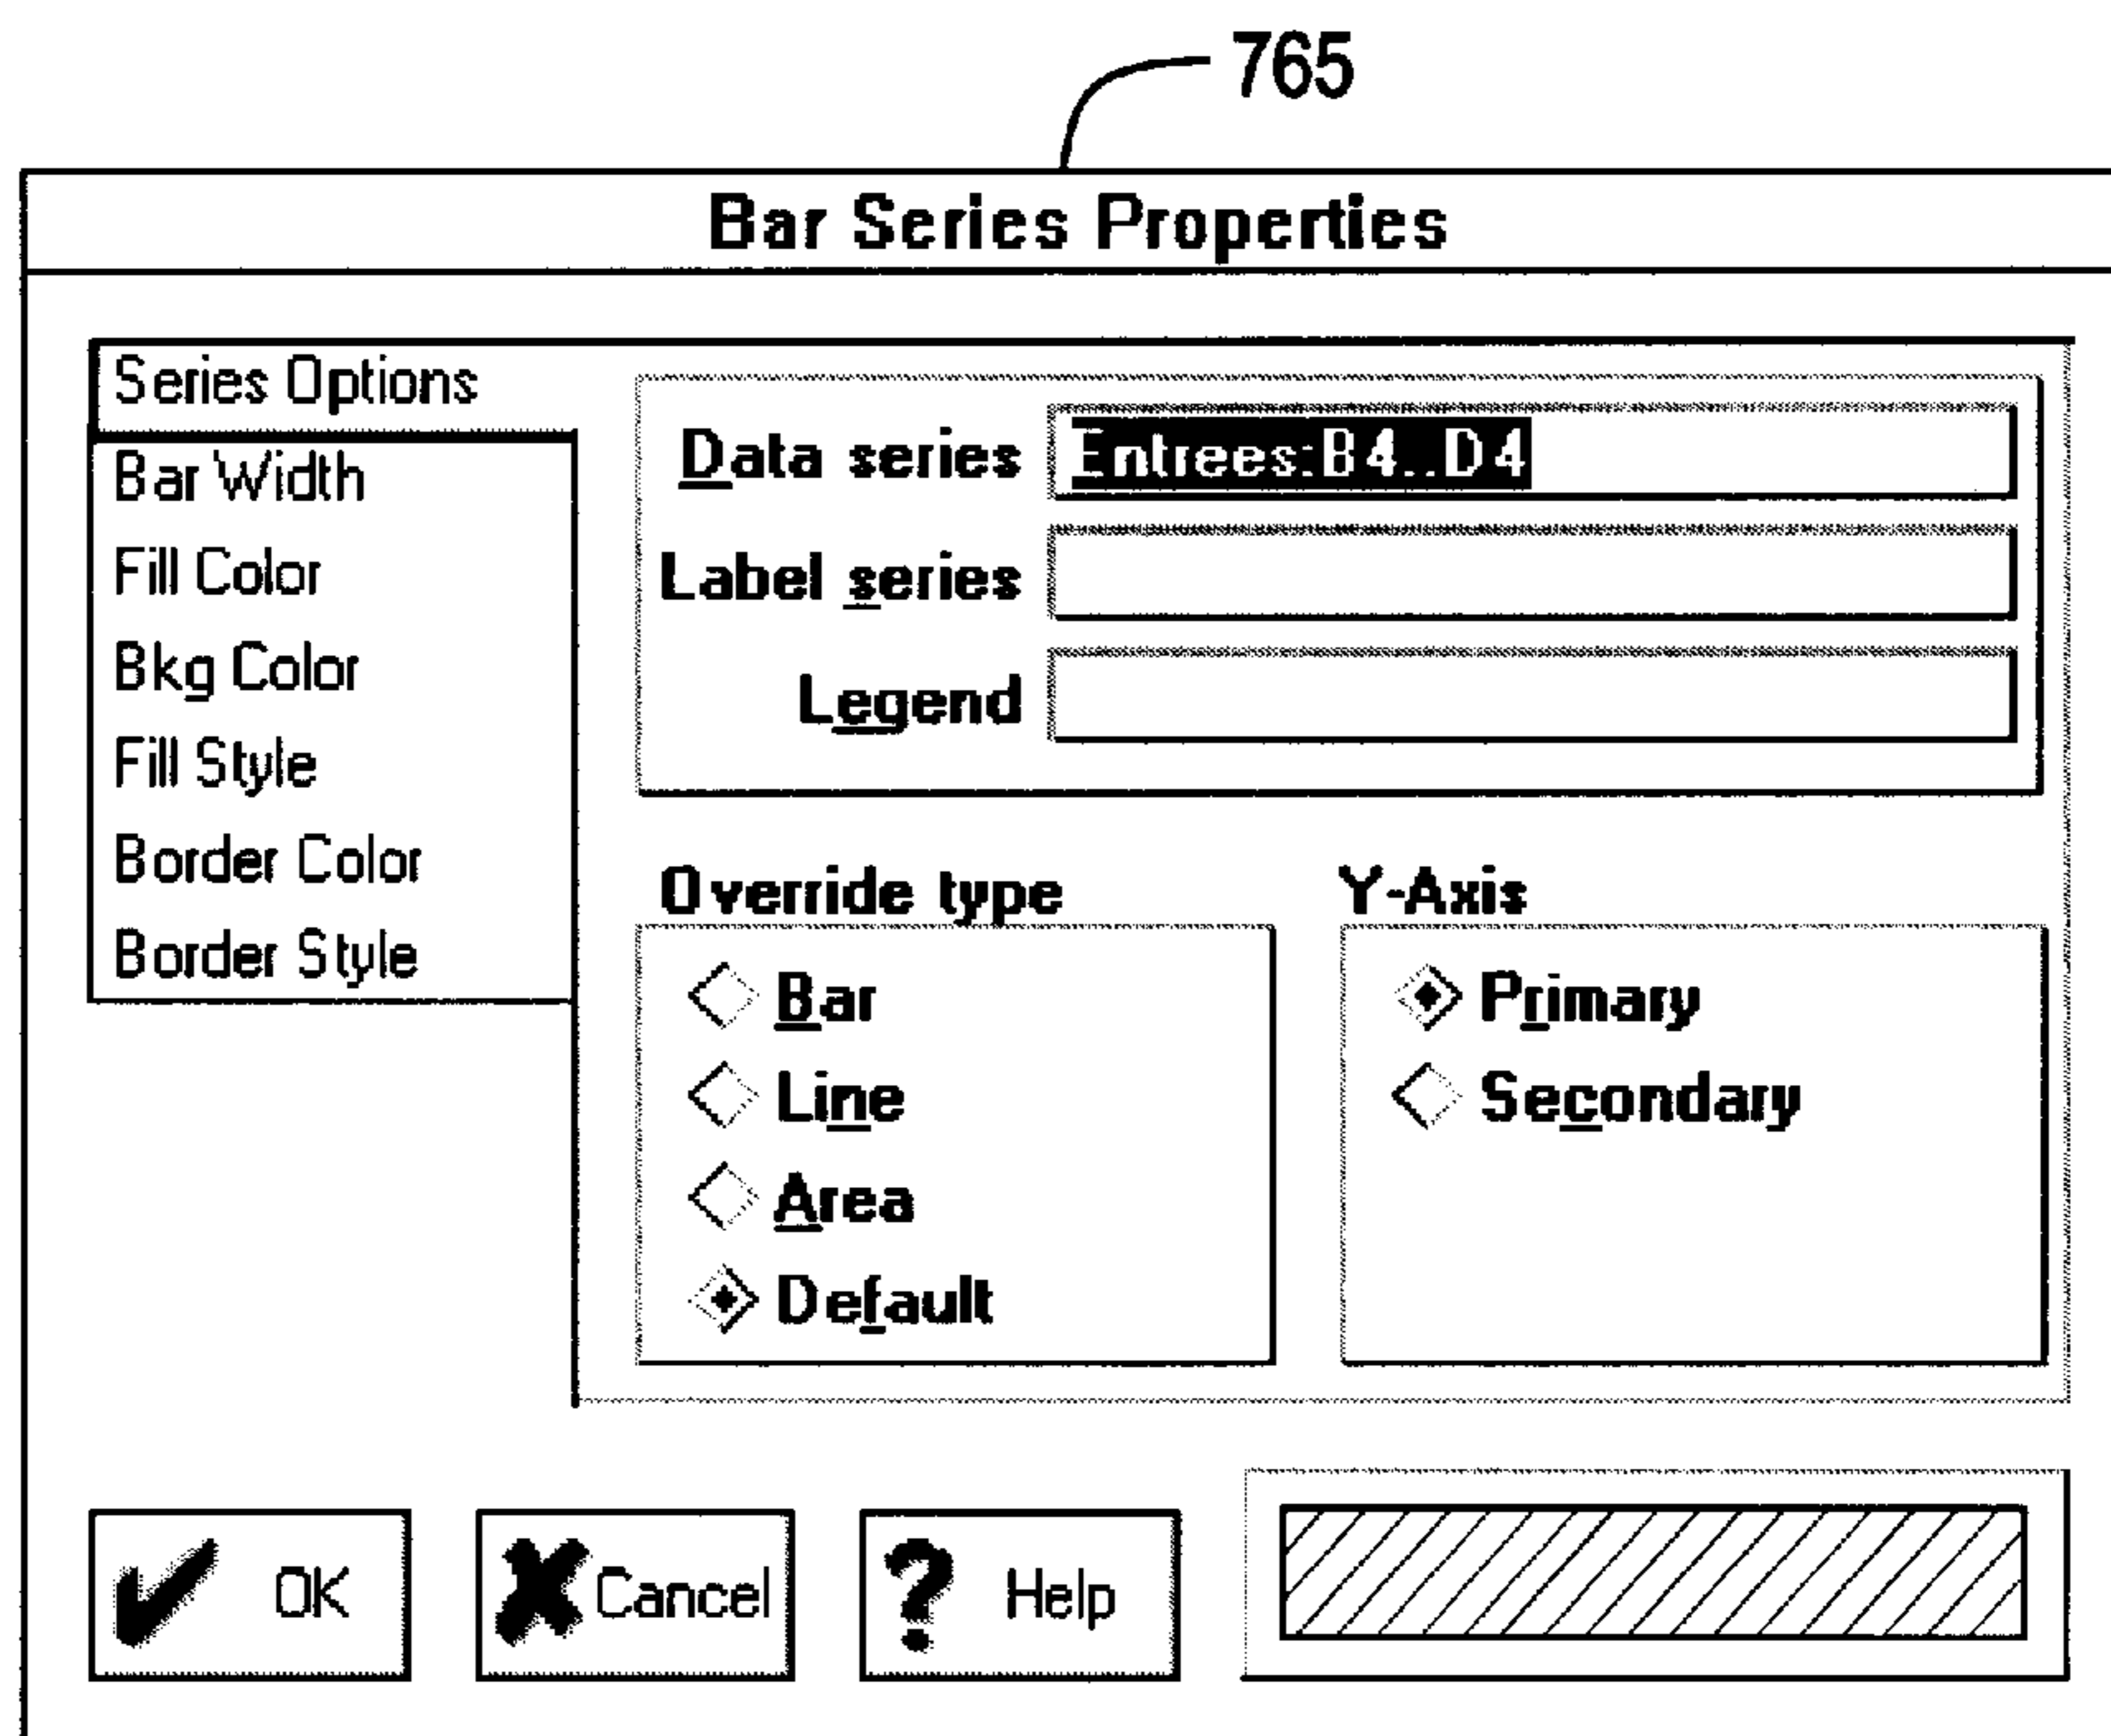 765
Bar Series Properties
Series Options
Bar Width
Fill Color
Bkg Color
Fill Style
Border Color
Border Style
Data series Entrees:B4..D4
Label series
Legend
Override type
Bar
Line
Area
Default
Y-Axis
Primary
Secondary
OK
Cancel
Help